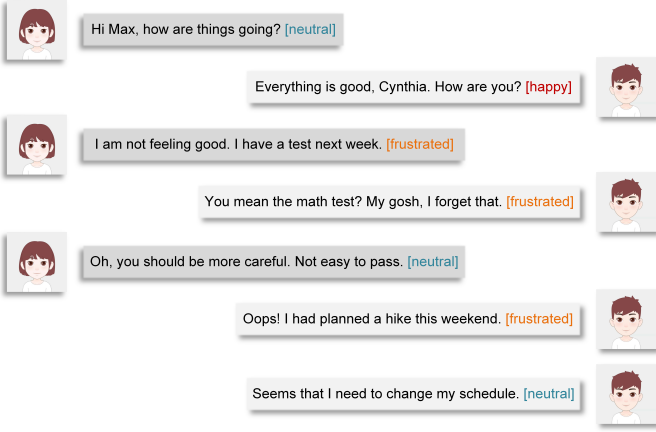 Hi Max, how are things going? [neutral]
Everything is good, Cynthia. How are you? [happy]
I am not feeling good. I have a test next week. [frustrated]
You mean the math test? My gosh, I forget that. [frustrated]
Oh, you should be more careful. Not easy to pass. [neutral]
Oops! I had planned a hike this weekend. [frustrated]
Seems that I need to change my schedule. [neutral]